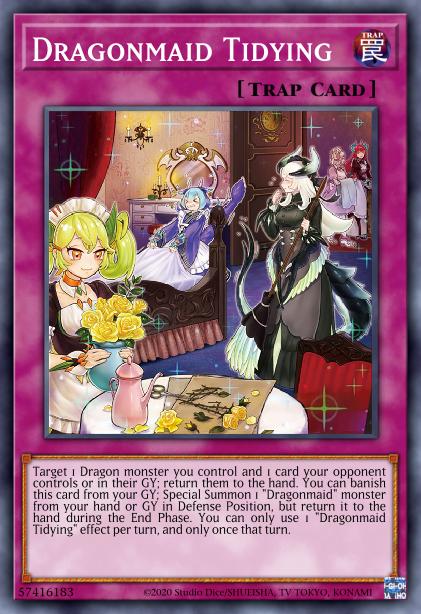 DRAGONMAID TIDYING
TRAP
罠
[TRAP CARD]
Target 1 Dragon monster you control and 1 card your opponent
controls or in their GY; return them to the hand. You can banish
this card from your GY; Special Summon 1 "Dragonmaid" monster
from your hand or GY in Defense Position, but return it to the
hand during the End Phase. You can only use 1 "Dragonmaid
Tidying" effect per turn, and only once that turn.
57416183
©2020 Studio Dice/SHUEISHA, TV TOKYO, KONAMI